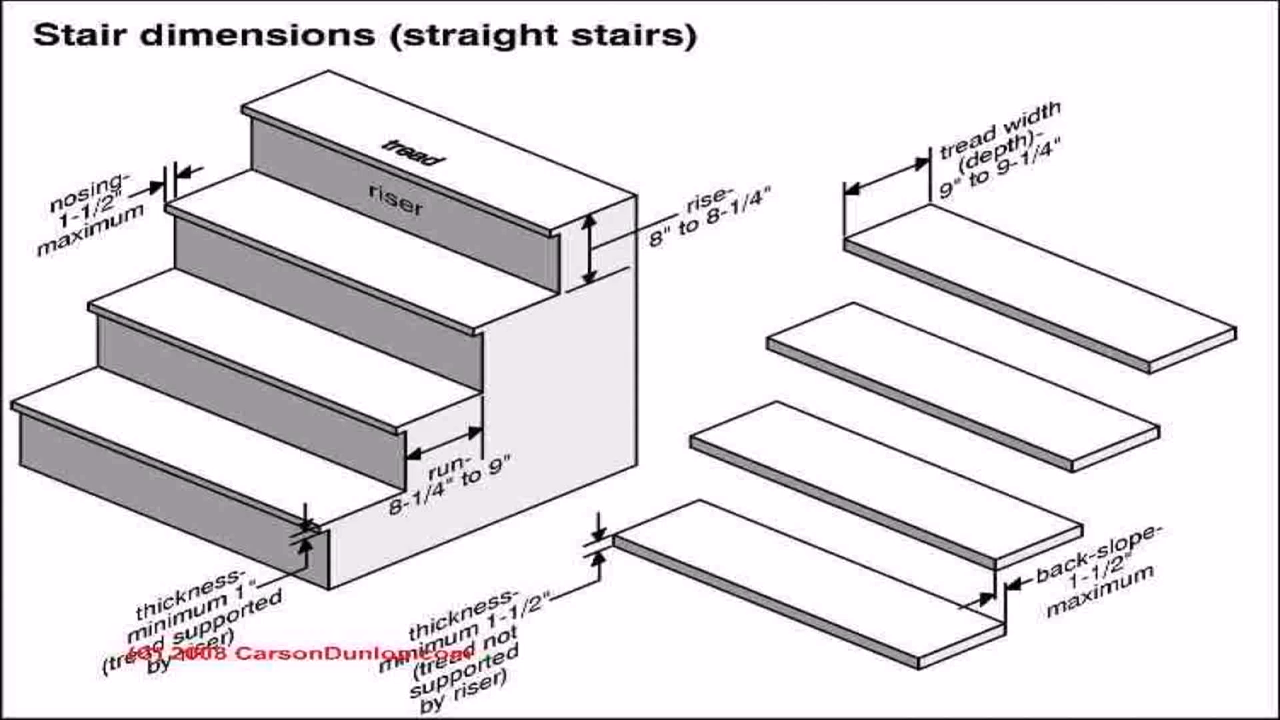 Stair dimensions (straight stairs)
tread
riser
nosing-
1-1/2"
maximum
rise-
8" to 8-1/4"
run-
8-1/4" to 9"
thickness-
minimum 1"
(tread supported
by riser)
thickness-
minimum 1-1/2"
(tread not
supported
by riser)
tread width
(depth)-
9" to 9-1/4"
back-slope-
1-1/2"
maximum
2008 CarsonDunlop.com